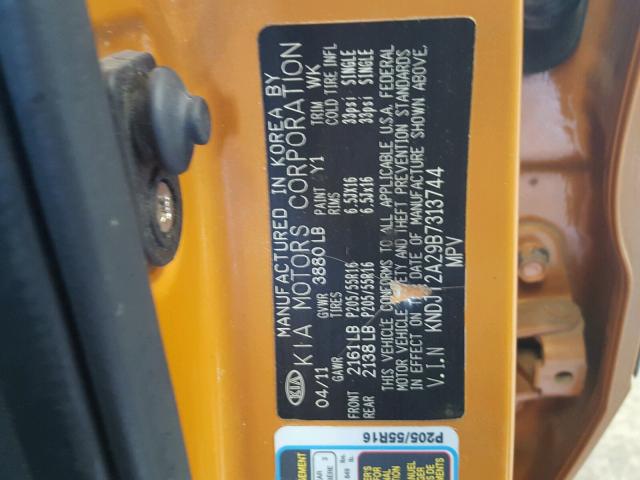 MANUFACTURED IN KOREA BY
KIA KIA MOTORS CORPORATION
04/11 GVWR 3880 LB PAINT Y1 TRIM WK
GAWR TIRES RIMS COLD TIRE INFL
FRONT 2161 LB P205/55R16 6.5Jx16 33psi SINGLE
REAR 2138 LB P205/55R16 6.5Jx16 33psi SINGLE
THIS VEHICLE CONFORMS TO ALL APPLICABLE U.S.A. FEDERAL
MOTOR VEHICLE SAFETY AND THEFT PREVENTION STANDARDS
IN EFFECT ON THE DATE OF MANUFACTURE SHOWN ABOVE.
V.I.N KNDJT2A29B7313744
MPV
P205/55R16